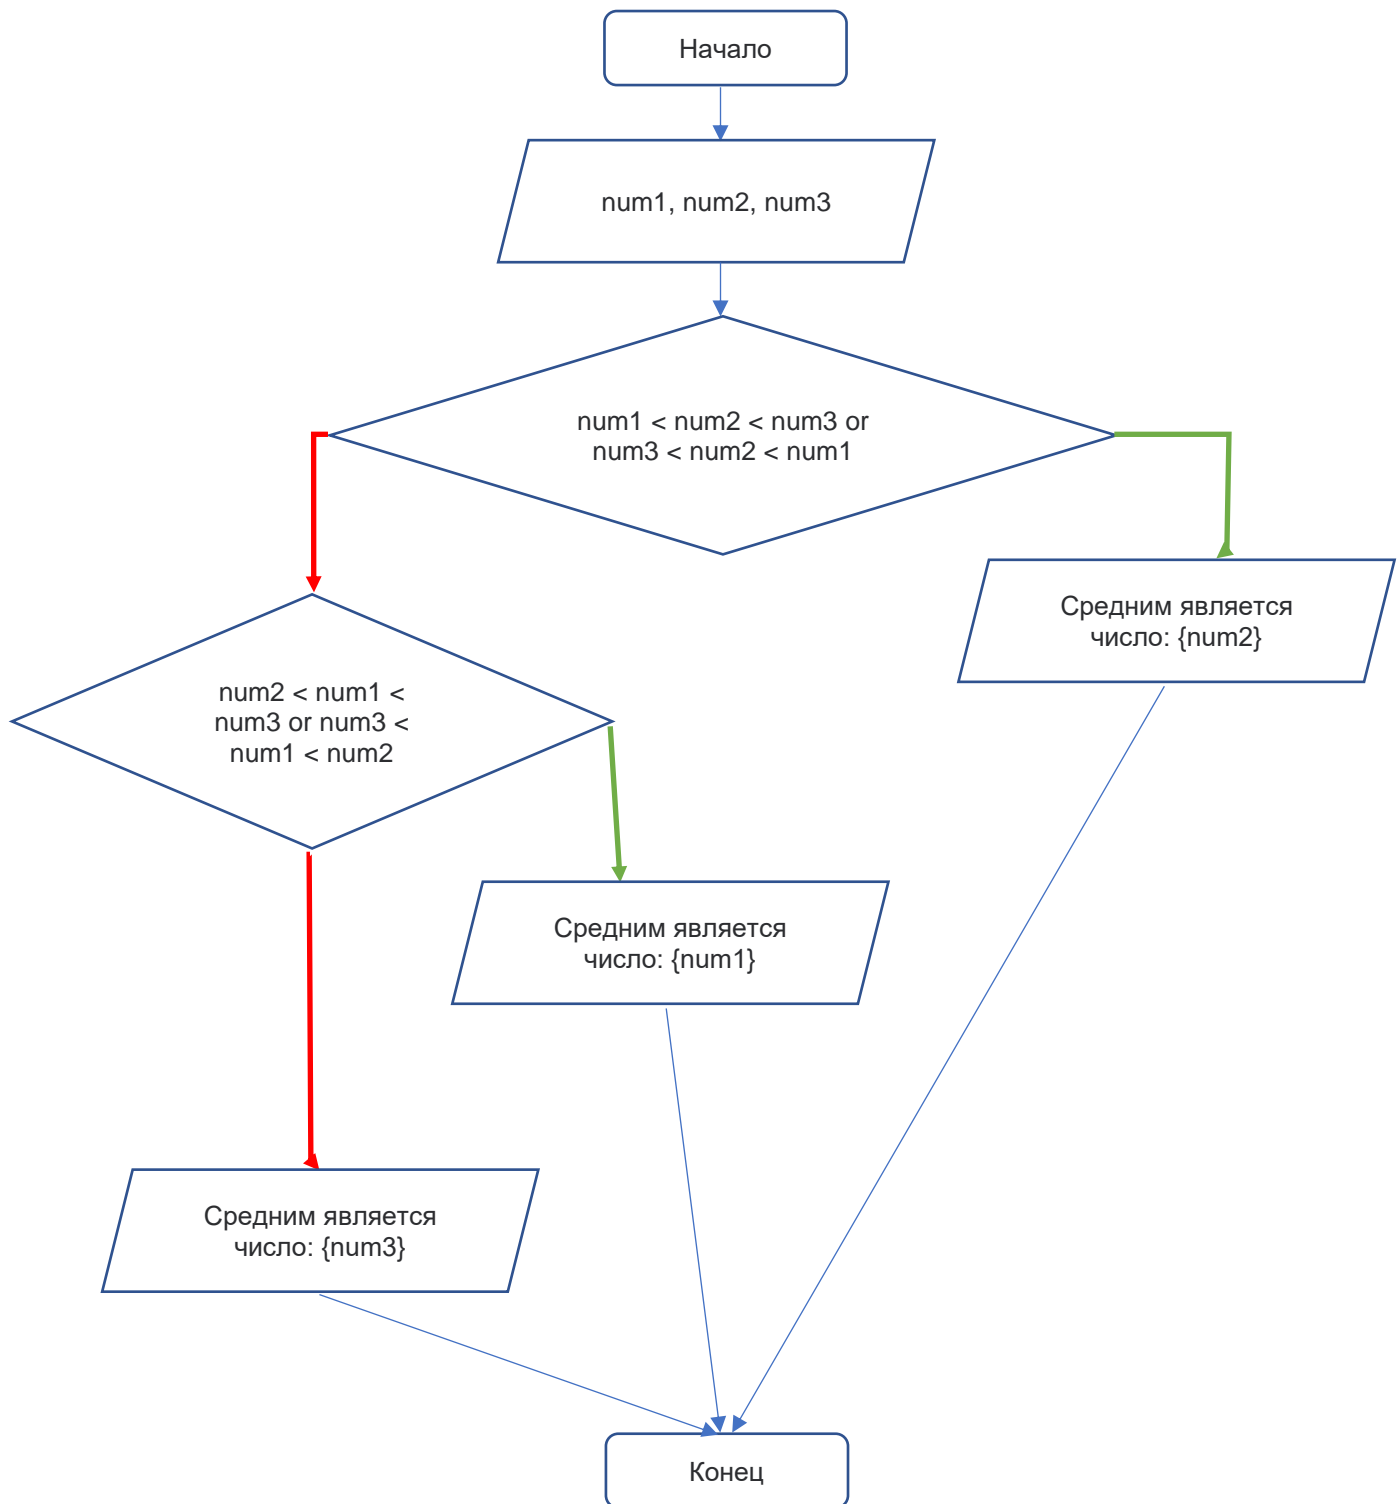 Начало
num1, num2, num3
num1 < num2 < num3 or
num3 < num2 < num1
Средним является
число: {num2}
num2 < num1 <
num3 or num3 <
num1 < num2
Средним является
число: {num1}
Средним является
число: {num3}
Конец